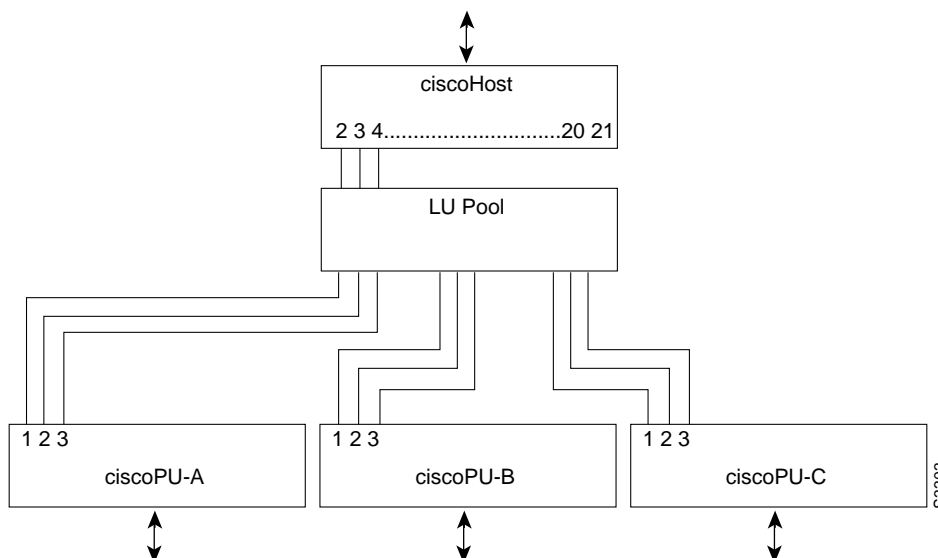 ciscoHost
2 3 4...............................20 21
LU Pool
1 2 3
1 2 3
1 2 3
ciscoPU-A
ciscoPU-B
ciscoPU-C